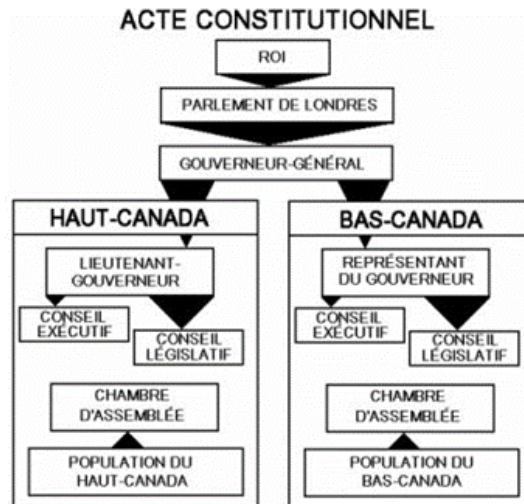 ACTE CONSTITUTIONNEL
ROI
PARLEMENT DE LONDRES
GOUVERNEUR-GÉNÉRAL
HAUT-CANADA
LIEUTENANT-
GOUVERNEUR
CONSEIL
EXÉCUTIF
CONSEIL
LÉGISLATIF
CHAMBRE
D'ASSEMBLÉE
POPULATION DU
HAUT-CANADA
BAS-CANADA
REPRÉSENTANT
DU GOUVERNEUR
CONSEIL
EXÉCUTIF
CONSEIL
LÉGISLATIF
CHAMBRE
D'ASSEMBLÉE
POPULATION DU
BAS-CANADA